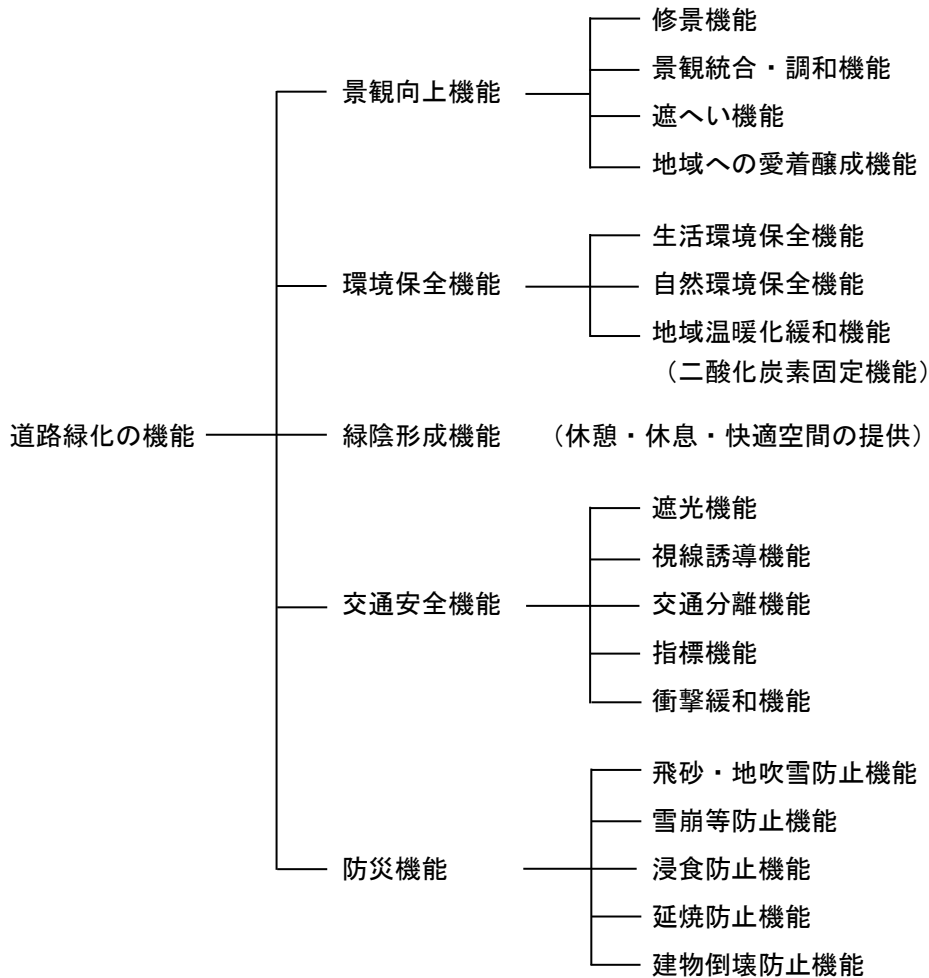 修景機能
景観統合・調和機能
景観向上機能
遮へい機能
地域への愛着醸成機能
生活環境保全機能
環境保全機能
自然環境保全機能
地域温暖化緩和機能
（二酸化炭素固定機能）
道路緑化の機能
緑陰形成機能
（休憩・休息・快適空間の提供）
遮光機能
視線誘導機能
交通安全機能
交通分離機能
指標機能
衝撃緩和機能
飛砂・地吹雪防止機能
雪崩等防止機能
防災機能
浸食防止機能
延焼防止機能
建物倒壊防止機能